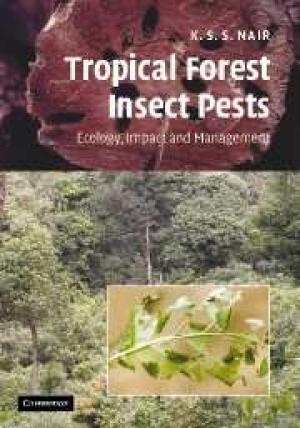 K. S. S. NAIR
Tropical Forest
Insect Pests
Ecology, Impact and Management
CAMBRIDGE